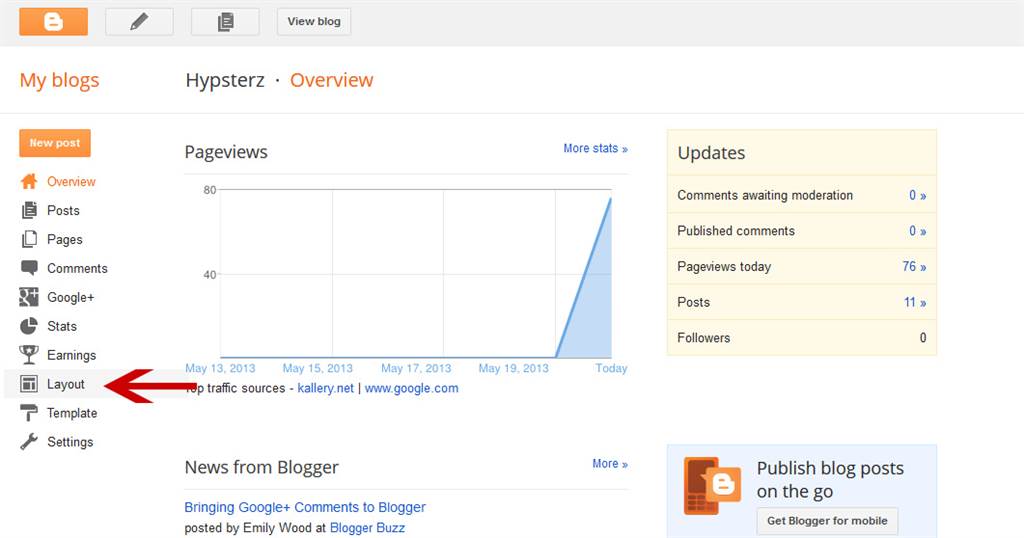 View blog
My blogs
Hypsterz · Overview
New post
Overview
Posts
Pages
Comments
Google+
Stats
Earnings
Layout
Template
Settings
Pageviews
More stats »
80
40
May 13, 2013 May 15, 2013 May 17, 2013 May 19, 2013 Today
Top traffic sources - kallery.net | www.google.com
News from Blogger
More »
Bringing Google+ Comments to Blogger
posted by Emily Wood at Blogger Buzz
Updates
Comments awaiting moderation 0 »
Published comments 0 »
Pageviews today 76 »
Posts 11 »
Followers 0
Publish blog posts
on the go
Get Blogger for mobile